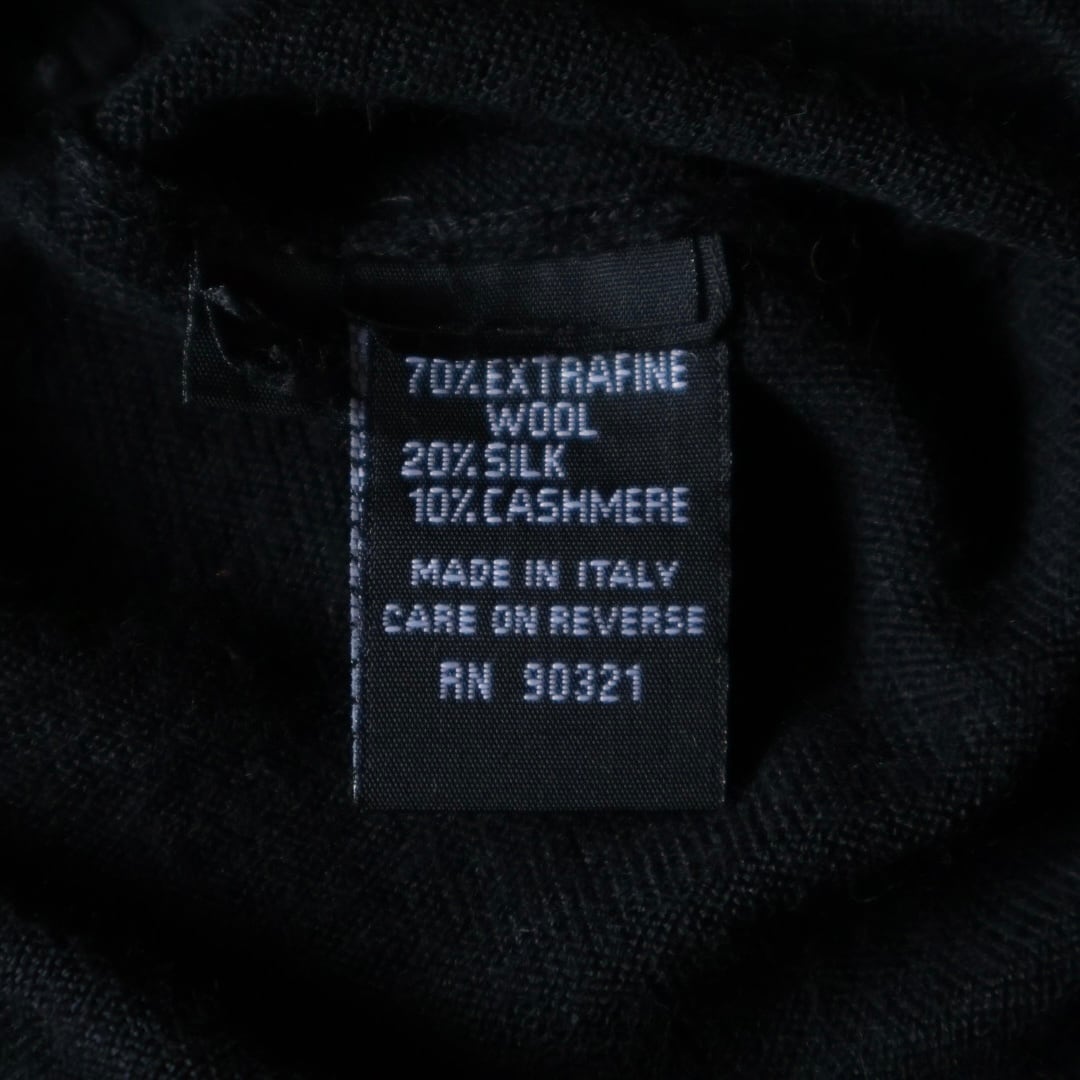 70% EXTRAFINE
WOOL
20% SILK
10% CASHMERE
MADE IN ITALY
CARE ON REVERSE
RN 90321